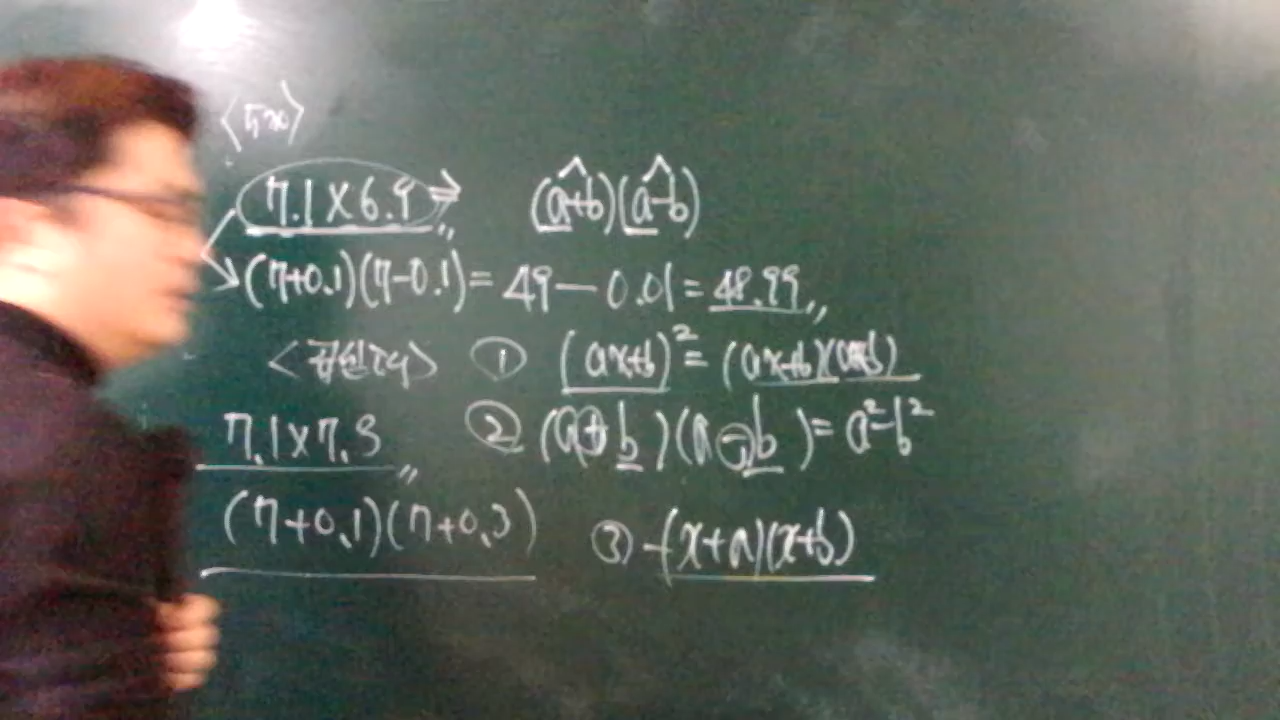 7.1×6.9 ⇒ (a+b)(a-b)
(7+0.1)(7-0.1)= 49-0.01=48.99
① (ax+b)²=(ax+b)(ax+b)
7.1×7.3 ② (a+b)(a-b)=a²-b²
(7+0.1)(7+0.3) ③ (x+a)(x+b)